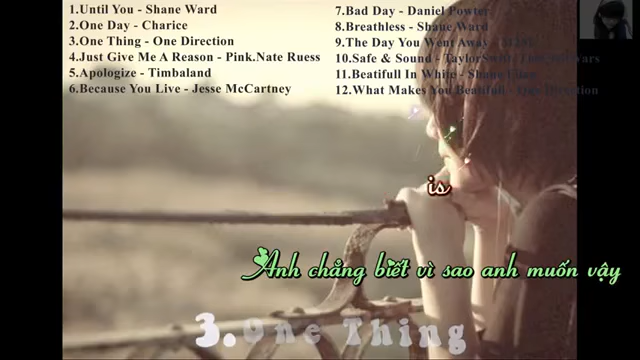 1.Until You - Shane Ward
2.One Day - Charice
3.One Thing - One Direction
4.Just Give Me A Reason - Pink.Nate Ruess
5.Apologize - Timbaland
6.Because You Live - Jesse McCartney
7.Bad Day - Daniel Powter
8.Breathless - Shane Ward
9.The Day You Went Away -
10.Safe & Sound -
11.Beatifull In White - Shane
12.What Makes You Beatifull - One Direction
is
Anh chẳng biết vì sao anh muốn vậy
3.One Thing